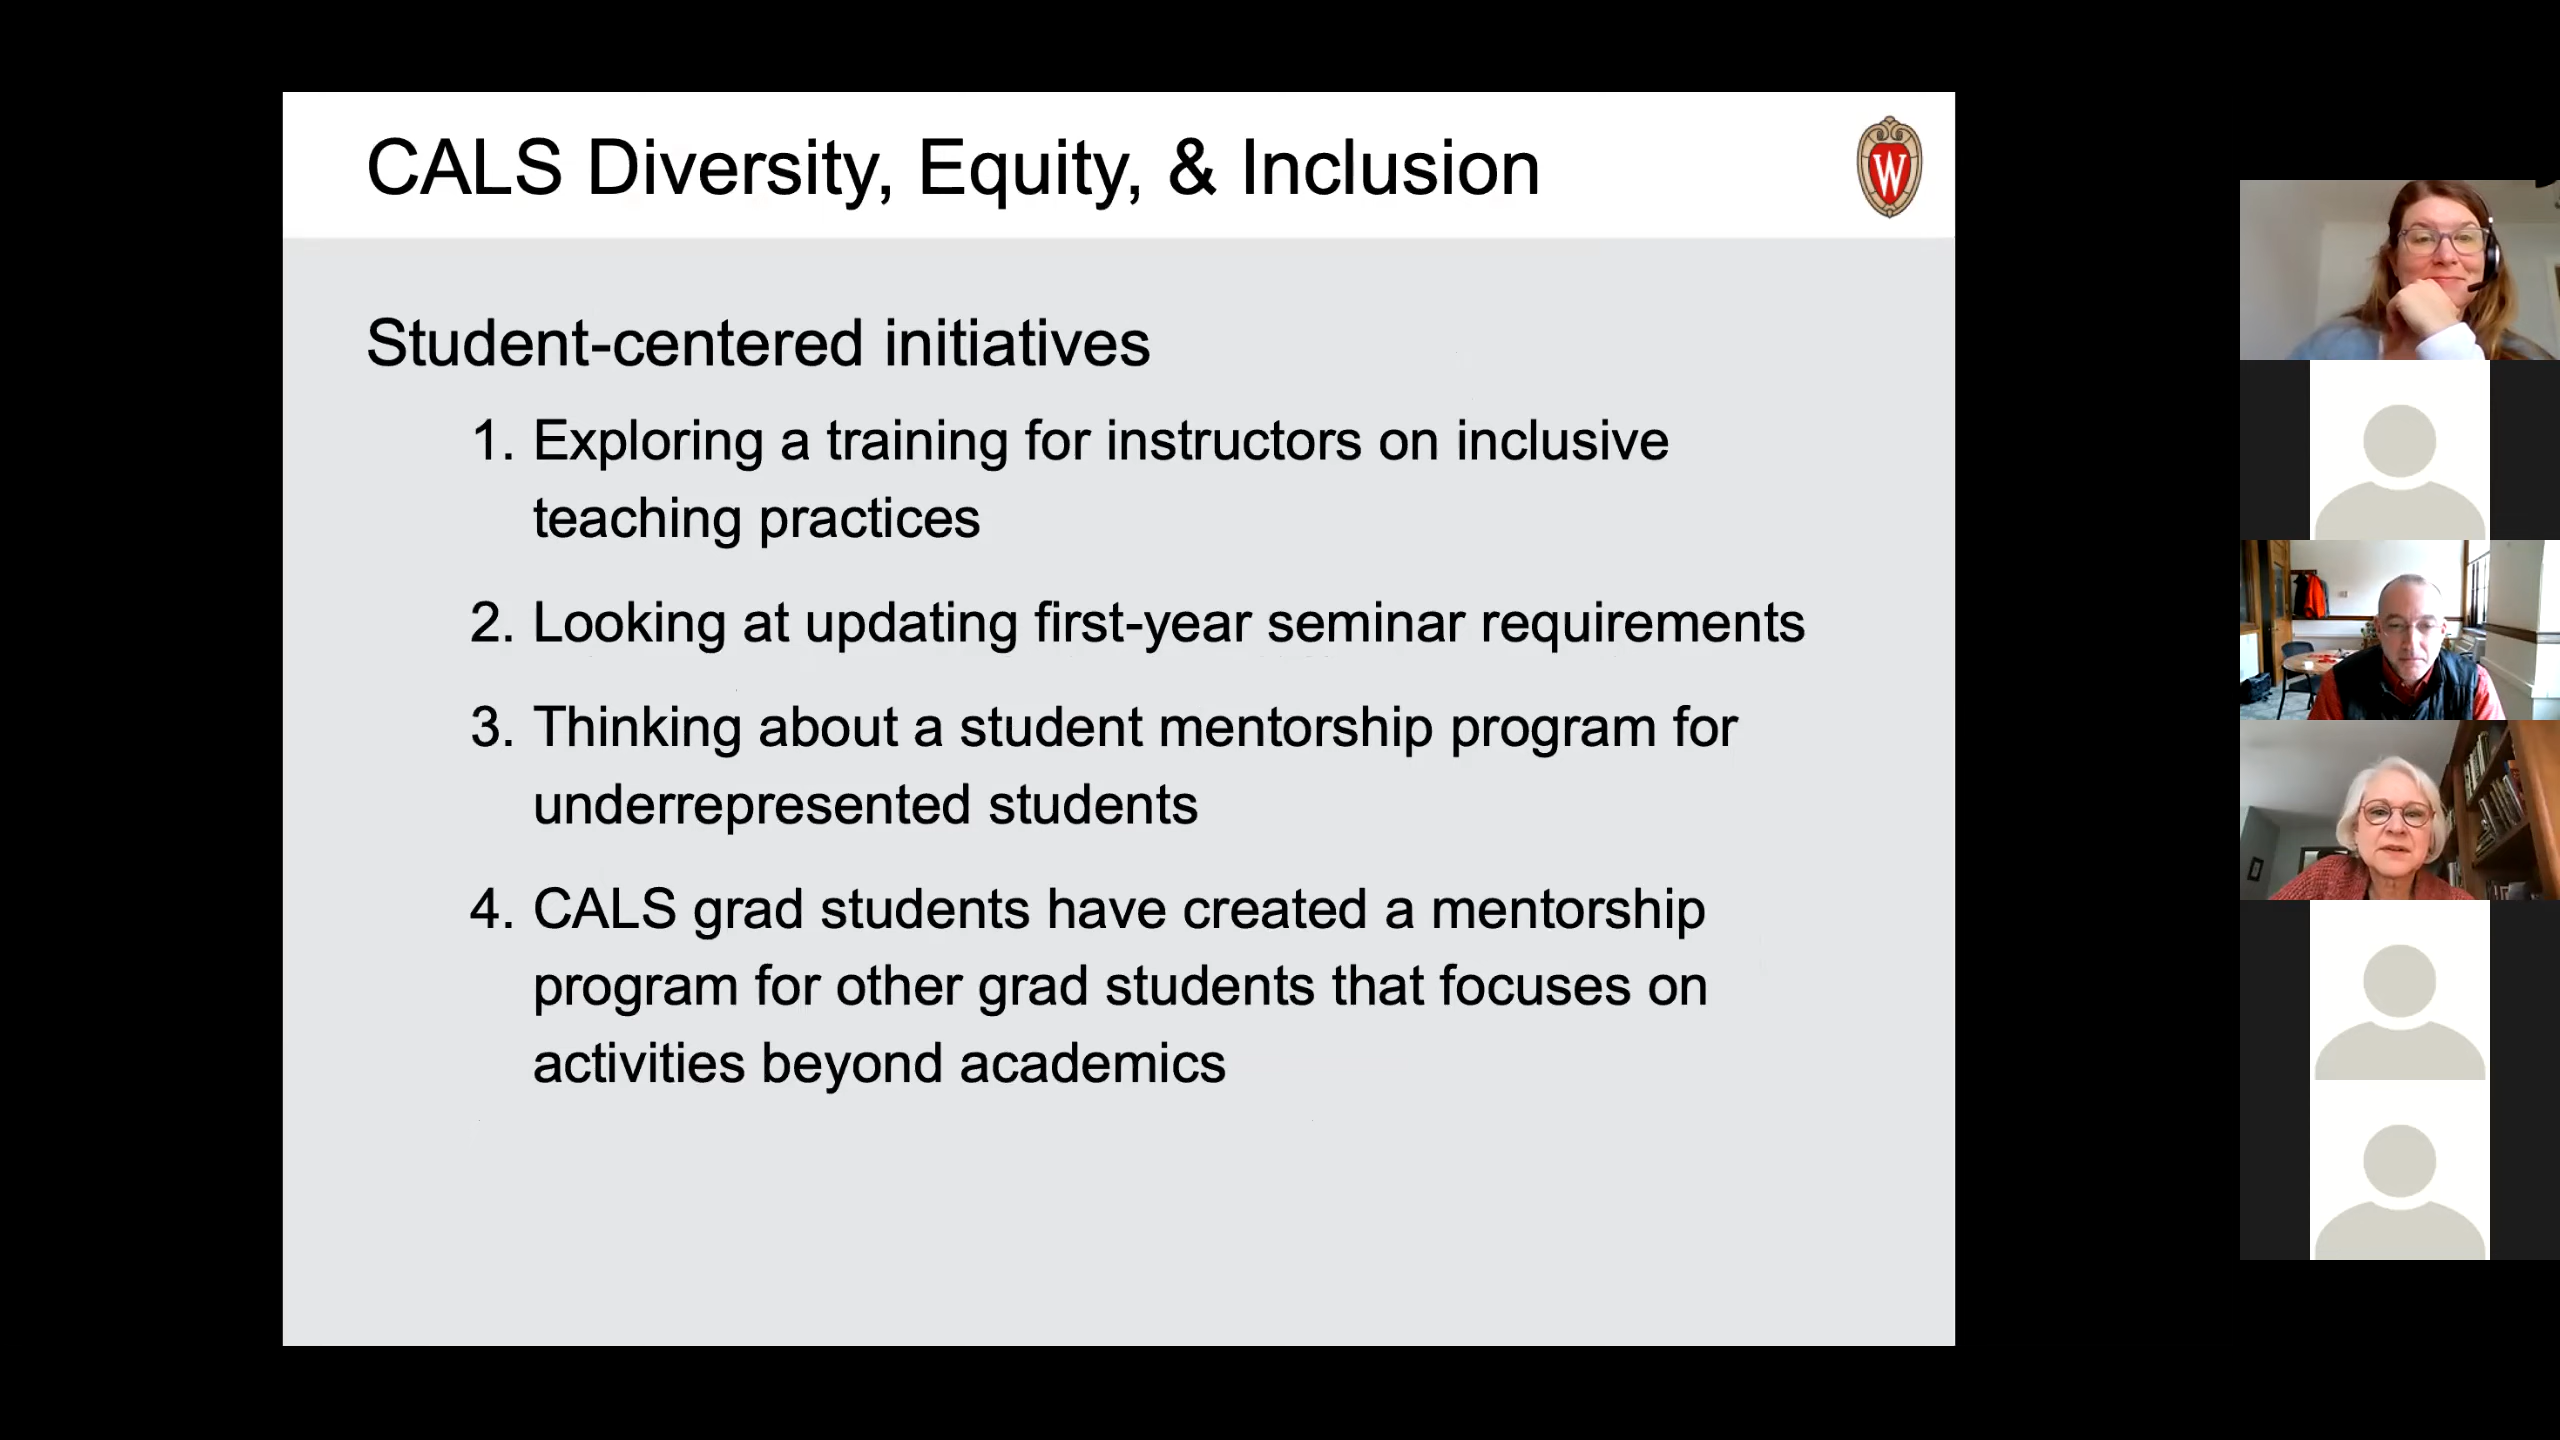 CALS Diversity, Equity, & Inclusion
W
Student-centered initiatives
1. Exploring a training for instructors on inclusive
teaching practices
2. Looking at updating first-year seminar requirements
3. Thinking about a student mentorship program for
underrepresented students
4. CALS grad students have created a mentorship
program for other grad students that focuses on
activities beyond academics